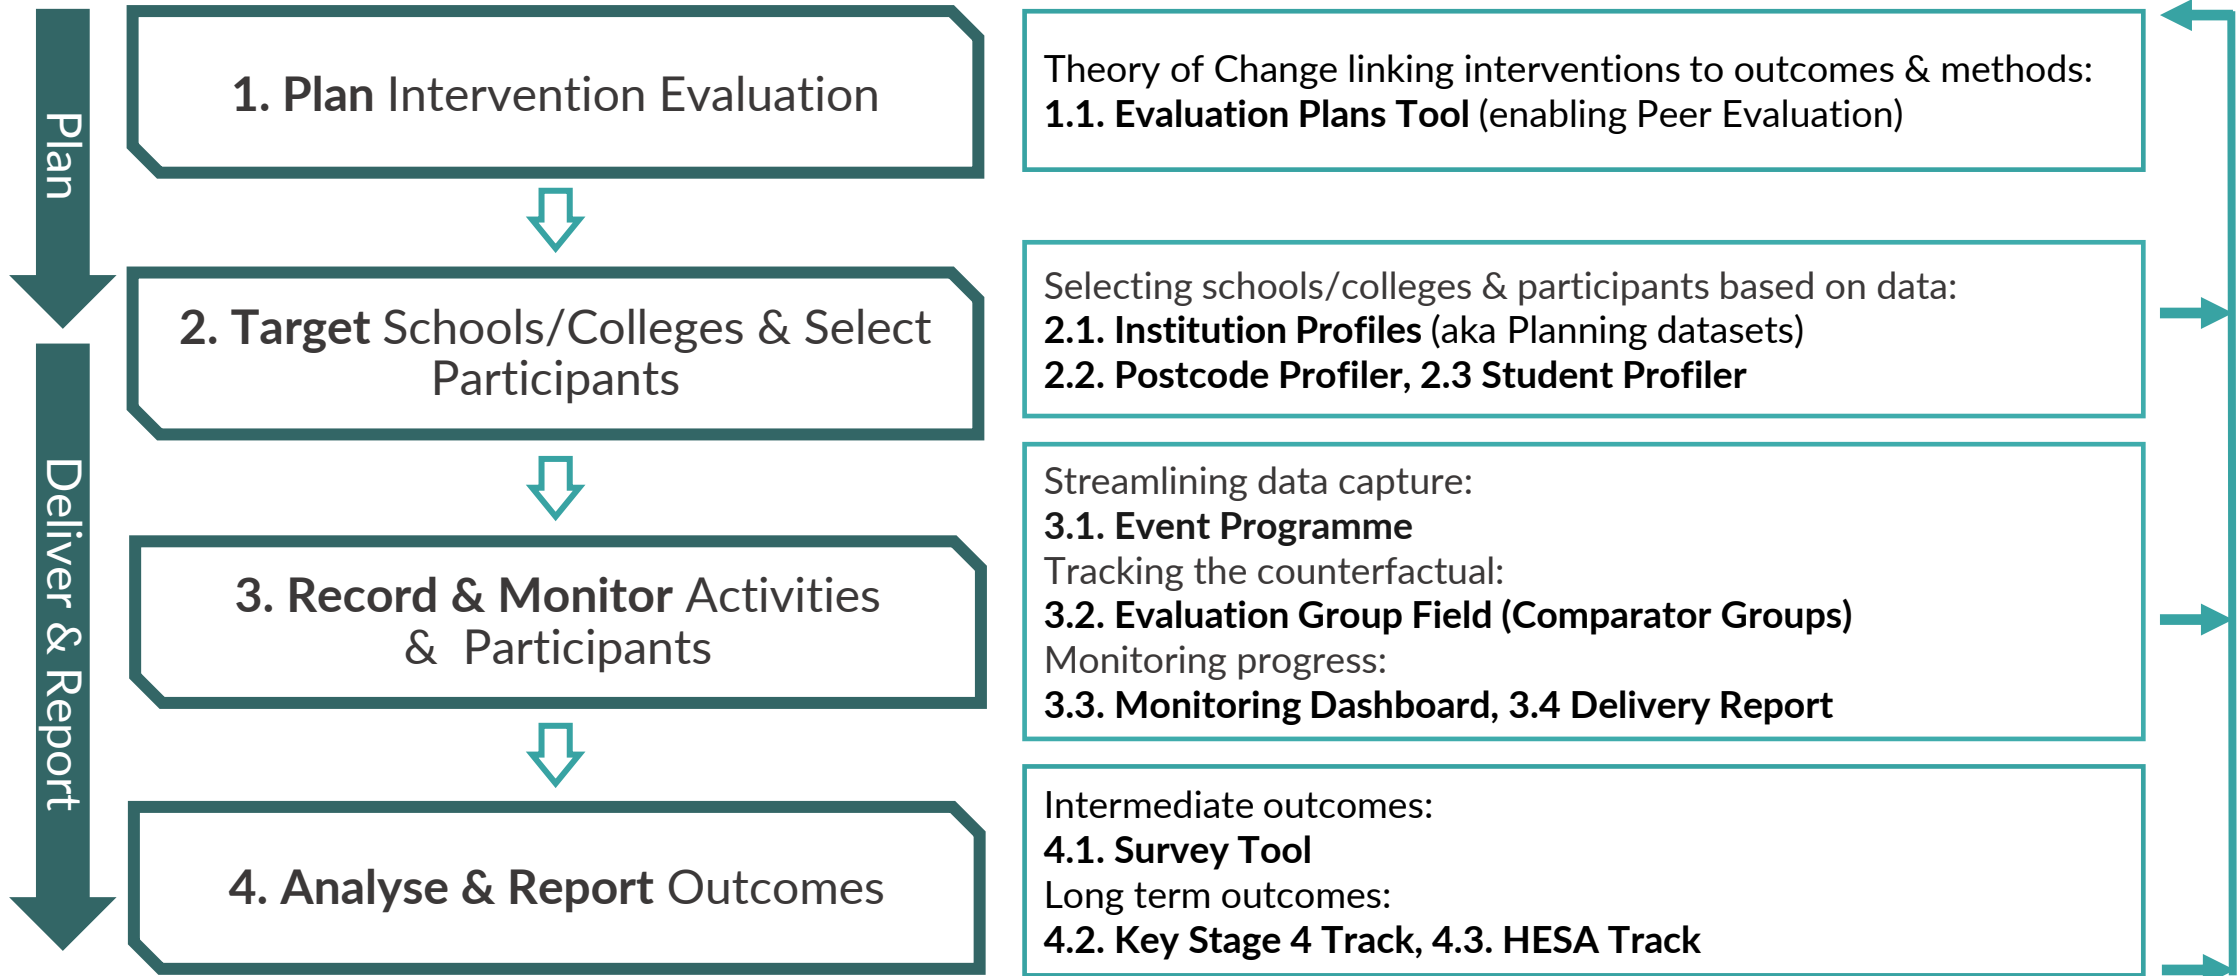 Plan
1. Plan Intervention Evaluation
Theory of Change linking interventions to outcomes & methods:
1.1. Evaluation Plans Tool (enabling Peer Evaluation)
2. Target Schools/Colleges & Select
Participants
Selecting schools/colleges & participants based on data:
2.1. Institution Profiles (aka Planning datasets)
2.2. Postcode Profiler, 2.3 Student Profiler
Deliver & Report
3. Record & Monitor Activities
& Participants
Streamlining data capture:
3.1. Event Programme
Tracking the counterfactual:
3.2. Evaluation Group Field (Comparator Groups)
Monitoring progress:
3.3. Monitoring Dashboard, 3.4 Delivery Report
4. Analyse & Report Outcomes
Intermediate outcomes:
4.1. Survey Tool
Long term outcomes:
4.2. Key Stage 4 Track, 4.3. HESA Track